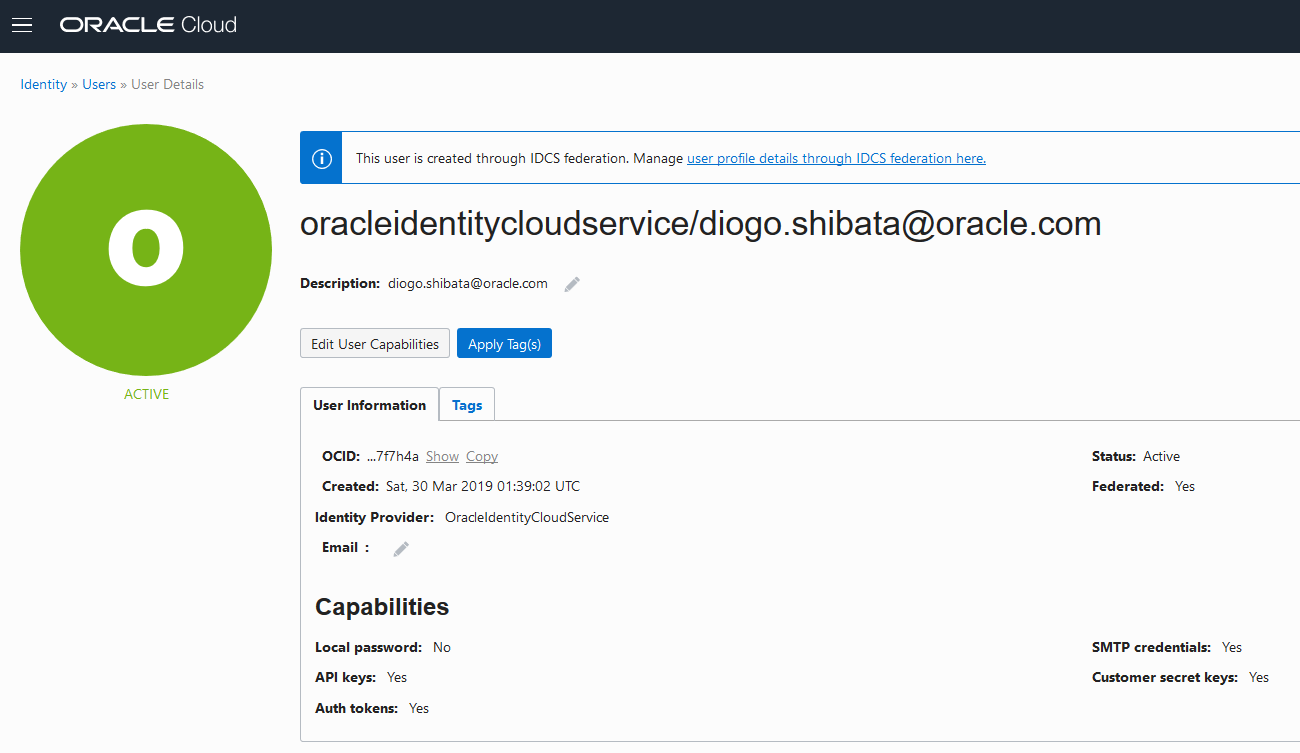 ORACLE Cloud
Identity » Users » User Details
O
ACTIVE
This user is created through IDCS federation. Manage user profile details through IDCS federation here.
oracleidentitycloudservice/diogo.shibata@oracle.com
Description: diogo.shibata@oracle.com
Edit User Capabilities Apply Tag(s)
User Information Tags
OCID: ...7f7h4a Show Copy Status: Active
Created: Sat, 30 Mar 2019 01:39:02 UTC Federated: Yes
Identity Provider: OracleIdentityCloudService
Email :
Capabilities
Local password: No SMTP credentials: Yes
API keys: Yes Customer secret keys: Yes
Auth tokens: Yes